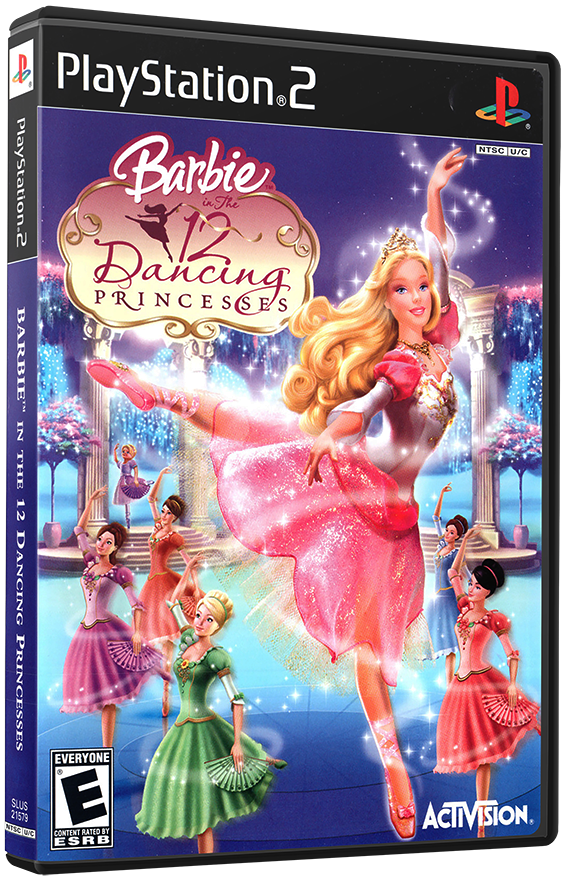 PlayStation®2
NTSC U/C
Barbie™
in The
12
Dancing
PRINCESSES
EVERYONE
E
CONTENT RATED BY
ESRB
ACTIVISION®
PlayStation®2
BARBIE™ IN THE 12 DANCING PRINCESSES
SLUS
21579
NTSC U/C